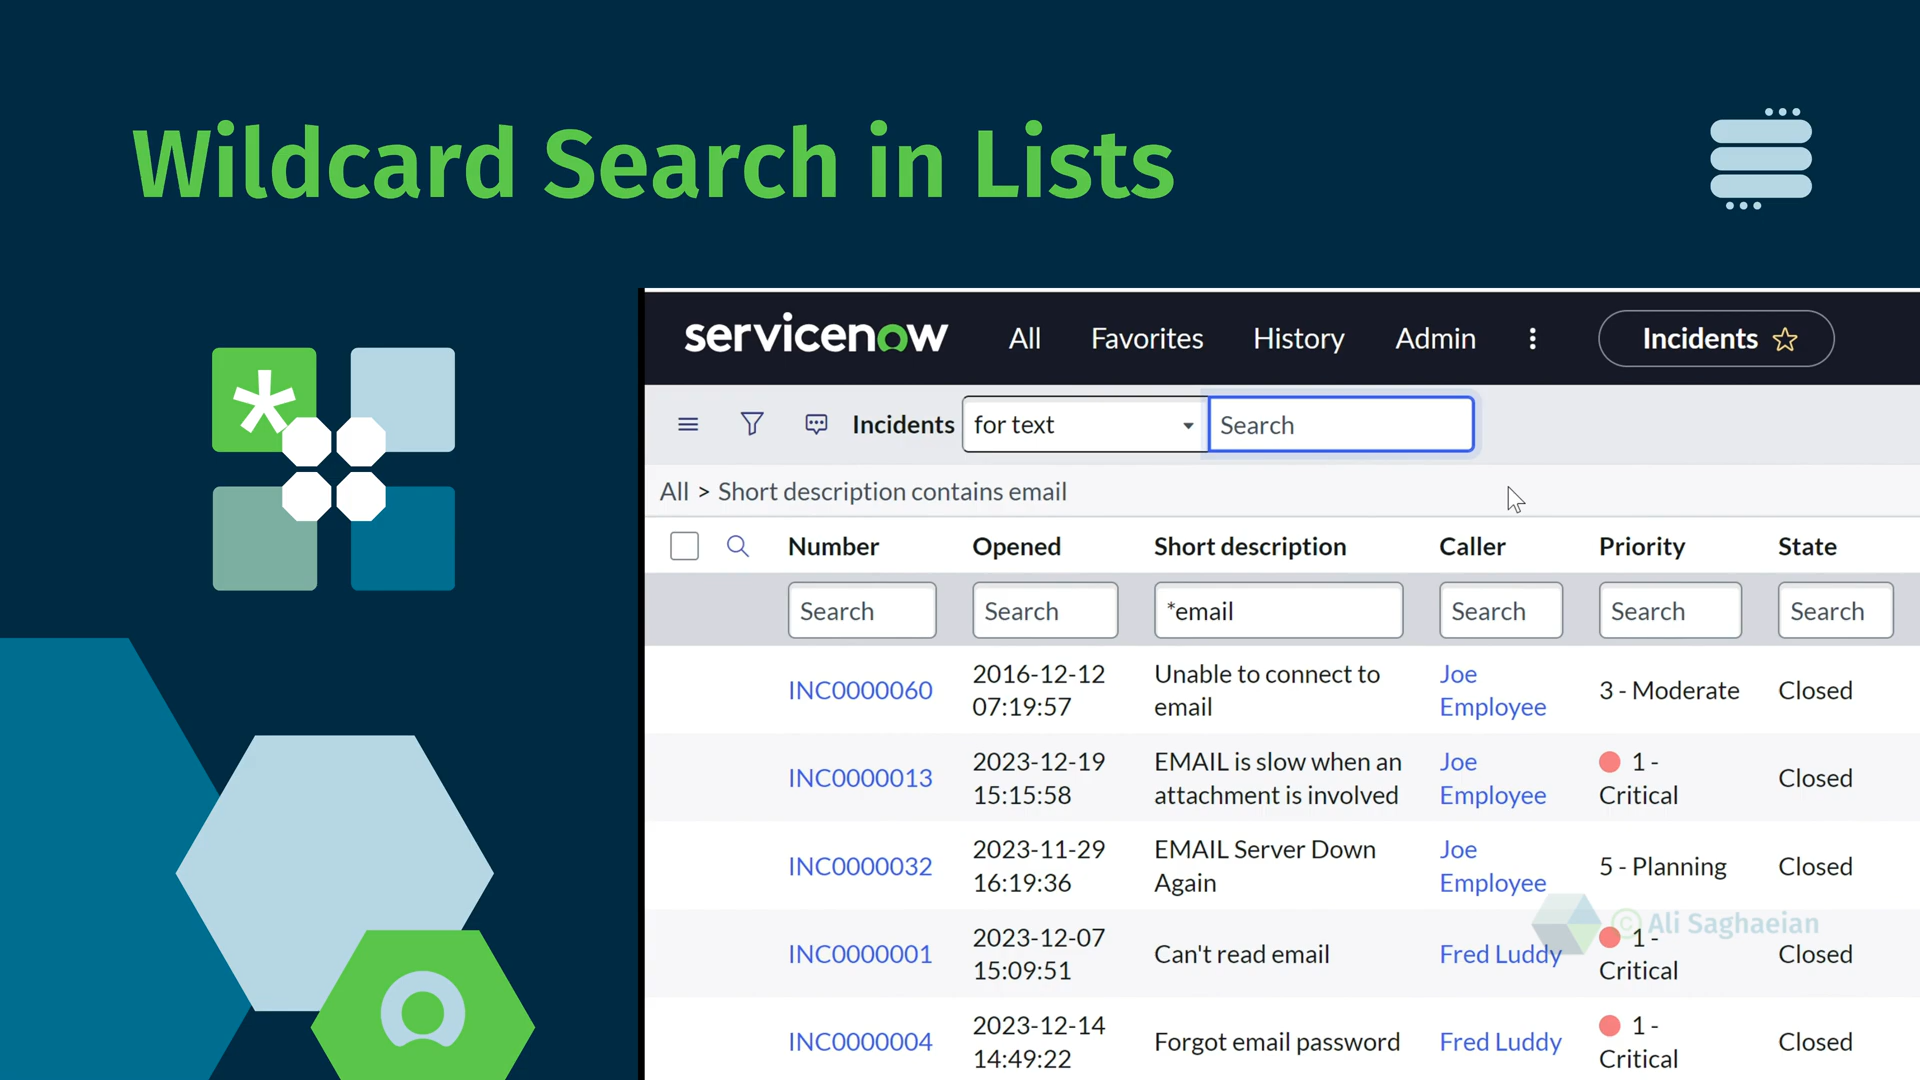 Wildcard Search in Lists
*
servicenow All Favorites History Admin Incidents
Incidents for text Search
All > Short description contains email
Number Opened Short description Caller Priority State
Search Search *email Search Search Search
INC0000060 2016-12-12 07:19:57 Unable to connect to email Joe Employee 3 - Moderate Closed
INC0000013 2023-12-19 15:15:58 EMAIL is slow when an attachment is involved Joe Employee 1 - Critical Closed
INC0000032 2023-11-29 16:19:36 EMAIL Server Down Again Joe Employee 5 - Planning Closed
© Ali Saghaeian
INC0000001 2023-12-07 15:09:51 Can't read email Fred Luddy 1 - Critical Closed
INC0000004 2023-12-14 14:49:22 Forgot email password Fred Luddy 1 - Critical Closed